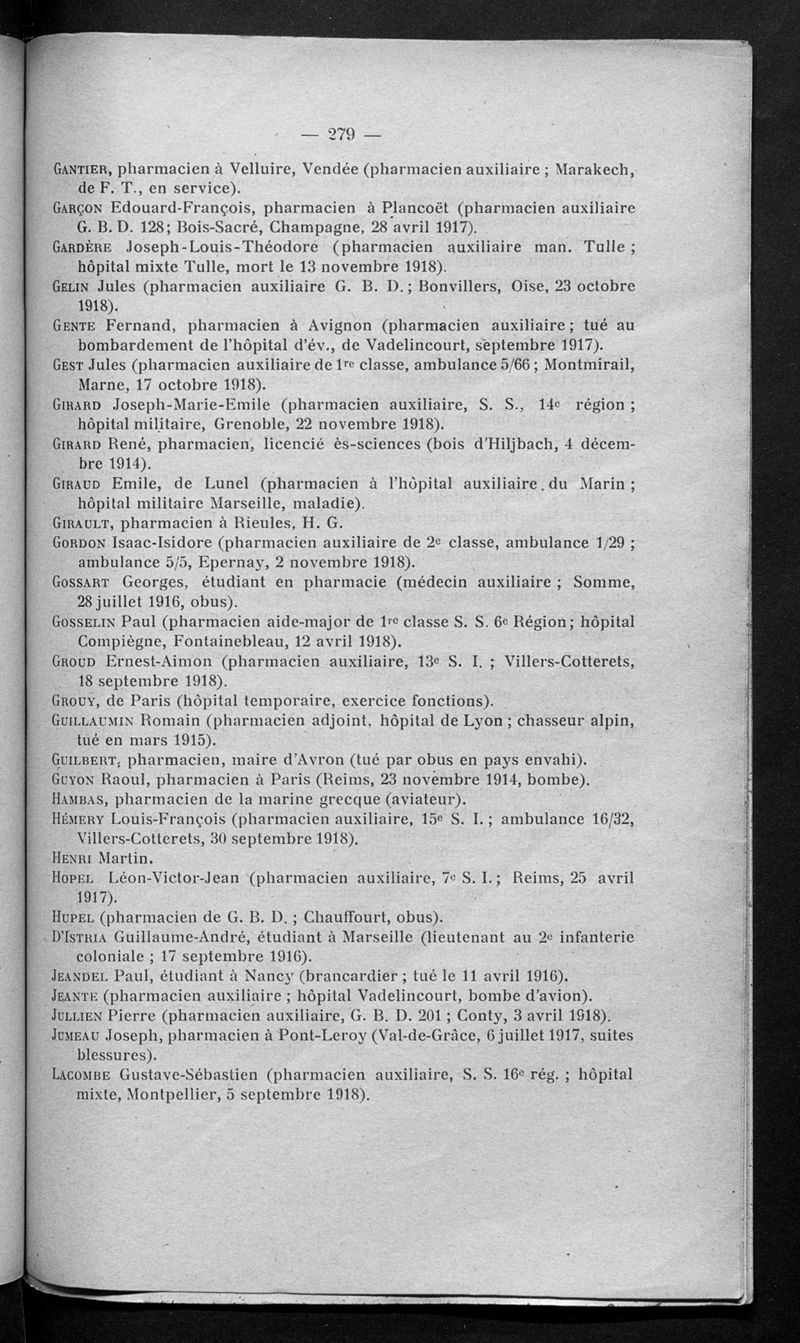 — 279 —
GANTIER, pharmacien à Velluire, Vendée (pharmacien auxiliaire ; Marakech,
de F. T., en service).
GARÇON Edouard-François, pharmacien à Plancoët (pharmacien auxiliaire
G. B. D. 128; Bois-Sacré, Champagne, 28 avril 1917).
GARDÈRE Joseph-Louis-Théodore (pharmacien auxiliaire man. Tulle ;
hôpital mixte Tulle, mort le 13 novembre 1918).
GELIN Jules (pharmacien auxiliaire G. B. D. ; Bonvillers, Oise, 23 octobre
1918).
GENTE Fernand, pharmacien à Avignon (pharmacien auxiliaire ; tué au
bombardement de l'hôpital d'év., de Vadelincourt, septembre 1917).
GEST Jules (pharmacien auxiliaire de 1re classe, ambulance 5/66 ; Montmirail,
Marne, 17 octobre 1918).
GIRARD Joseph-Marie-Emile (pharmacien auxiliaire, S. S., 14e région ;
hôpital militaire, Grenoble, 22 novembre 1918).
GIRARD René, pharmacien, licencié ès-sciences (bois d'Hiljbach, 4 décem-
bre 1914).
GIRAUD Emile, de Lunel (pharmacien à l'hôpital auxiliaire du Marin ;
hôpital militaire Marseille, maladie).
GIRAULT, pharmacien à Rieules, H. G.
GORDON Isaac-Isidore (pharmacien auxiliaire de 2e classe, ambulance 1/29 ;
ambulance 5/5, Epernay, 2 novembre 1918).
GOSSART Georges, étudiant en pharmacie (médecin auxiliaire ; Somme,
28 juillet 1916, obus).
GOSSELIN Paul (pharmacien aide-major de 1re classe S. S. 6e Région; hôpital
Compiègne, Fontainebleau, 12 avril 1918).
GROUD Ernest-Aimon (pharmacien auxiliaire, 13e S. I. ; Villers-Cotterets,
18 septembre 1918).
GROUY, de Paris (hôpital temporaire, exercice fonctions).
GUILLAUMIN Romain (pharmacien adjoint, hôpital de Lyon ; chasseur alpin,
tué en mars 1915).
GUILBERT, pharmacien, maire d'Avron (tué par obus en pays envahi).
GUYON Raoul, pharmacien à Paris (Reims, 23 novembre 1914, bombe).
HAMBAS, pharmacien de la marine grecque (aviateur).
HÉMERY Louis-François (pharmacien auxiliaire, 15e S. I. ; ambulance 16/32,
Villers-Cotterets, 30 septembre 1918).
HENRI Martin.
HOPEL Léon-Victor-Jean (pharmacien auxiliaire, 7e S. I. ; Reims, 25 avril
1917).
HUPEL (pharmacien de G. B. D. ; Chauffourt, obus).
D'ISTRIA Guillaume-André, étudiant à Marseille (lieutenant au 2e infanterie
coloniale ; 17 septembre 1916).
JEANDEL Paul, étudiant à Nancy (brancardier ; tué le 11 avril 1916).
JEANTE (pharmacien auxiliaire ; hôpital Vadelincourt, bombe d'avion).
JULLIEN Pierre (pharmacien auxiliaire, G. B. D. 201 ; Conty, 3 avril 1918).
JUMEAU Joseph, pharmacien à Pont-Leroy (Val-de-Grâce, 6 juillet 1917, suites
blessures).
LACOMBE Gustave-Sébastien (pharmacien auxiliaire, S. S. 16e rég. ; hôpital
mixte, Montpellier, 5 septembre 1918).